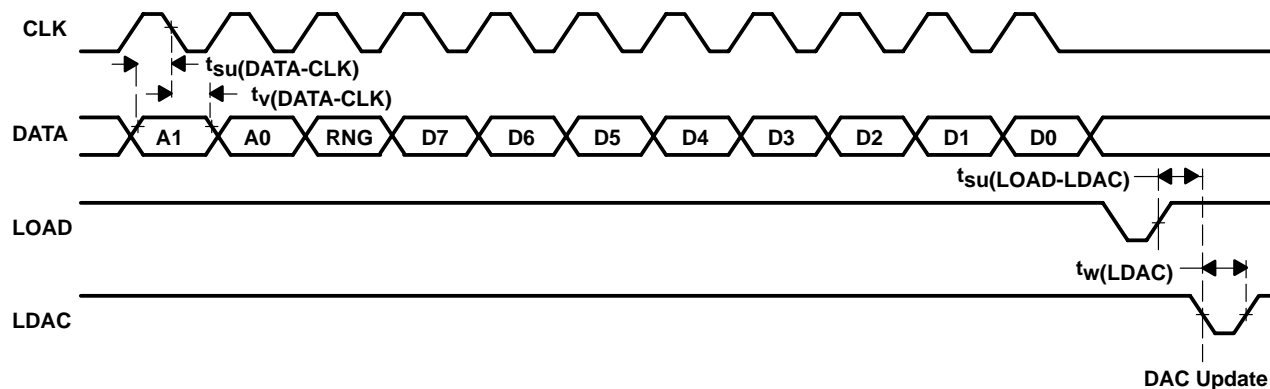 CLK
tsu(DATA-CLK)
tv(DATA-CLK)
DATA A1 A0 RNG D7 D6 D5 D4 D3 D2 D1 D0
tsu(LOAD-LDAC)
LOAD
tw(LDAC)
LDAC
DAC Update